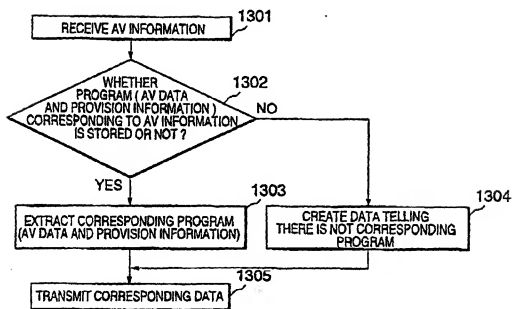 1301
RECEIVE AV INFORMATION
1302
WHETHER
PROGRAM ( AV DATA
AND PROVISION INFORMATION )
CORRESPONDING TO AV INFORMATION
IS STORED OR NOT ?
NO
YES
1303
EXTRACT CORRESPONDING PROGRAM
(AV DATA AND PROVISION INFORMATION)
1304
CREATE DATA TELLING
THERE IS NOT CORRESPONDING
PROGRAM
1305
TRANSMIT CORRESPONDING DATA